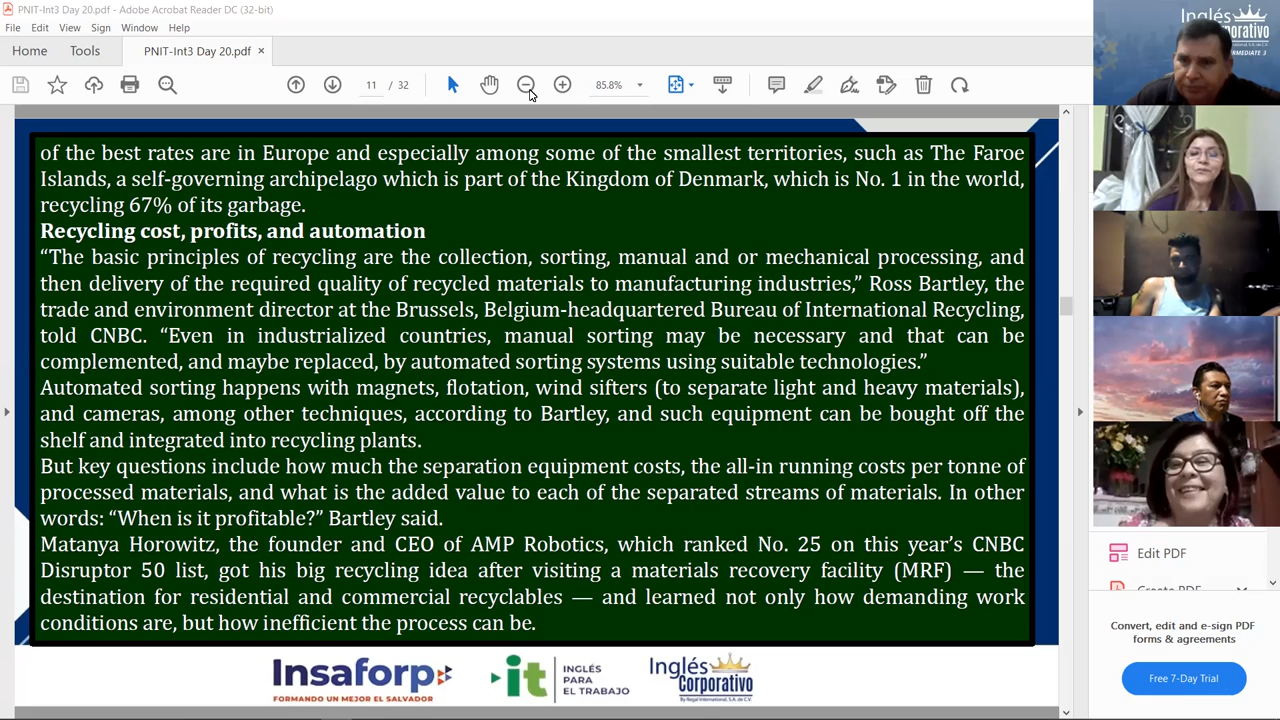 PNIT-Int3 Day 20.pdf - Adobe Acrobat Reader DC (32-bit)
File Edit View Sign Window Help
Home Tools PNIT-Int3 Day 20.pdf ×
11 / 32 85.8%
of the best rates are in Europe and especially among some of the smallest territories, such as The Faroe
Islands, a self-governing archipelago which is part of the Kingdom of Denmark, which is No. 1 in the world,
recycling 67% of its garbage.
Recycling cost, profits, and automation
“The basic principles of recycling are the collection, sorting, manual and or mechanical processing, and
then delivery of the required quality of recycled materials to manufacturing industries,” Ross Bartley, the
trade and environment director at the Brussels, Belgium-headquartered Bureau of International Recycling,
told CNBC. “Even in industrialized countries, manual sorting may be necessary and that can be
complemented, and maybe replaced, by automated sorting systems using suitable technologies.”
Automated sorting happens with magnets, flotation, wind sifters (to separate light and heavy materials),
and cameras, among other techniques, according to Bartley, and such equipment can be bought off the
shelf and integrated into recycling plants.
But key questions include how much the separation equipment costs, the all-in running costs per tonne of
processed materials, and what is the added value to each of the separated streams of materials. In other
words: “When is it profitable?” Bartley said.
Matanya Horowitz, the founder and CEO of AMP Robotics, which ranked No. 25 on this year’s CNBC
Disruptor 50 list, got his big recycling idea after visiting a materials recovery facility (MRF) — the
destination for residential and commercial recyclables — and learned not only how demanding work
conditions are, but how inefficient the process can be.
Insaforp
FORMANDO UN MEJOR EL SALVADOR
it
INGLÉS
PARA
EL TRABAJO
Inglés
Corporativo
Inglés
Corporativo
Edit PDF
Convert, edit and e-sign PDF
forms & agreements
Free 7-Day Trial